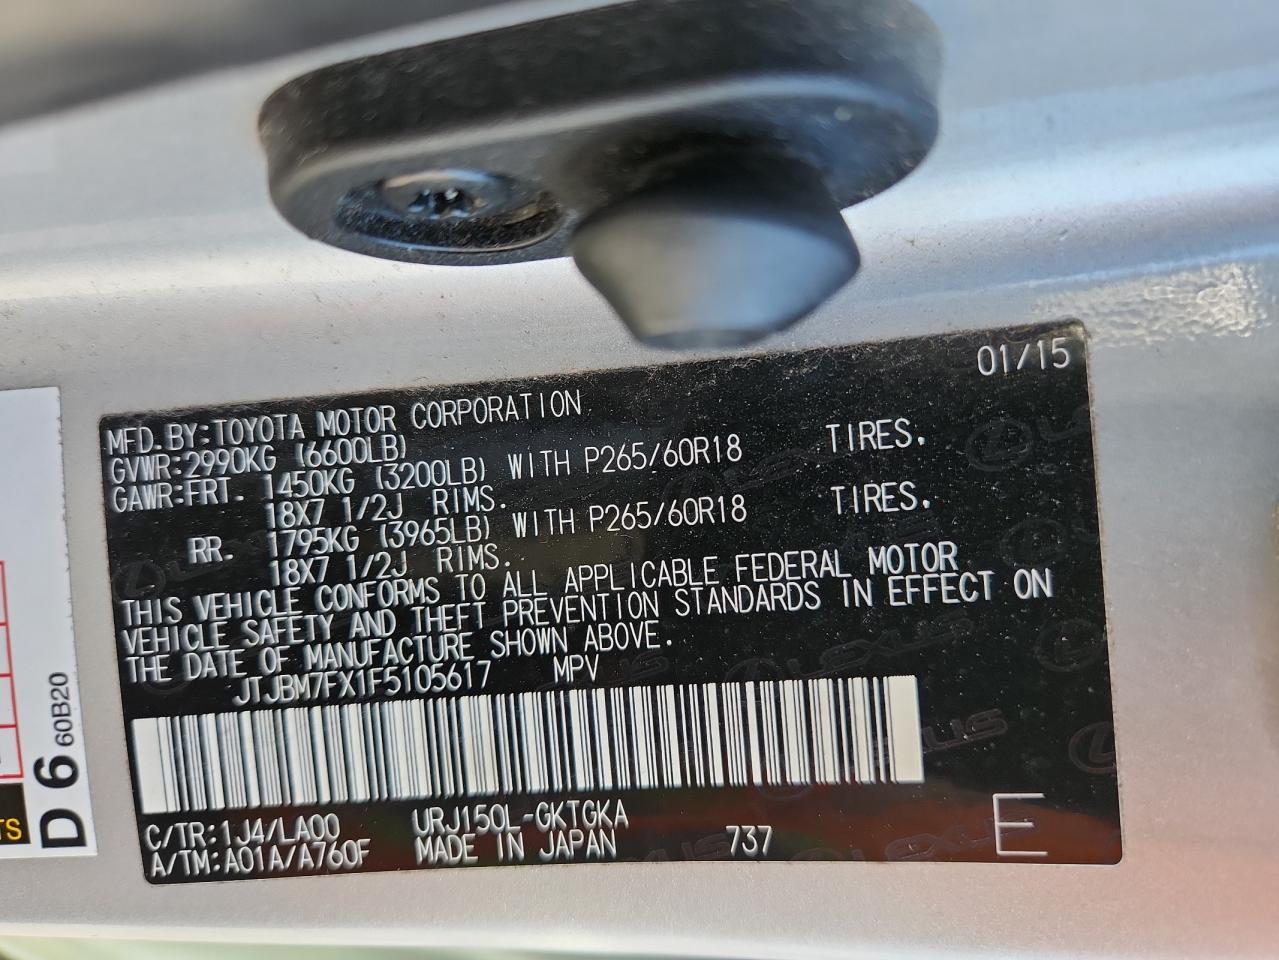 01/15
MFD.BY:TOYOTA MOTOR CORPORATION
GVWR:2990KG (6600LB)
GAWR:FRT. 1450KG (3200LB) WITH P265/60R18 TIRES.
18X7 1/2J RIMS.
RR. 1795KG (3965LB) WITH P265/60R18 TIRES.
18X7 1/2J RIMS.
THIS VEHICLE CONFORMS TO ALL APPLICABLE FEDERAL MOTOR
VEHICLE SAFETY AND THEFT PREVENTION STANDARDS IN EFFECT ON
THE DATE OF MANUFACTURE SHOWN ABOVE.
JTJBM7FX1F5105617 MPV
C/TR:1J4/LA00 URJ150L-GKTGKA
A/TM:A01A/A760F MADE IN JAPAN 737 E
D 6 60B20
TS
LEXUS